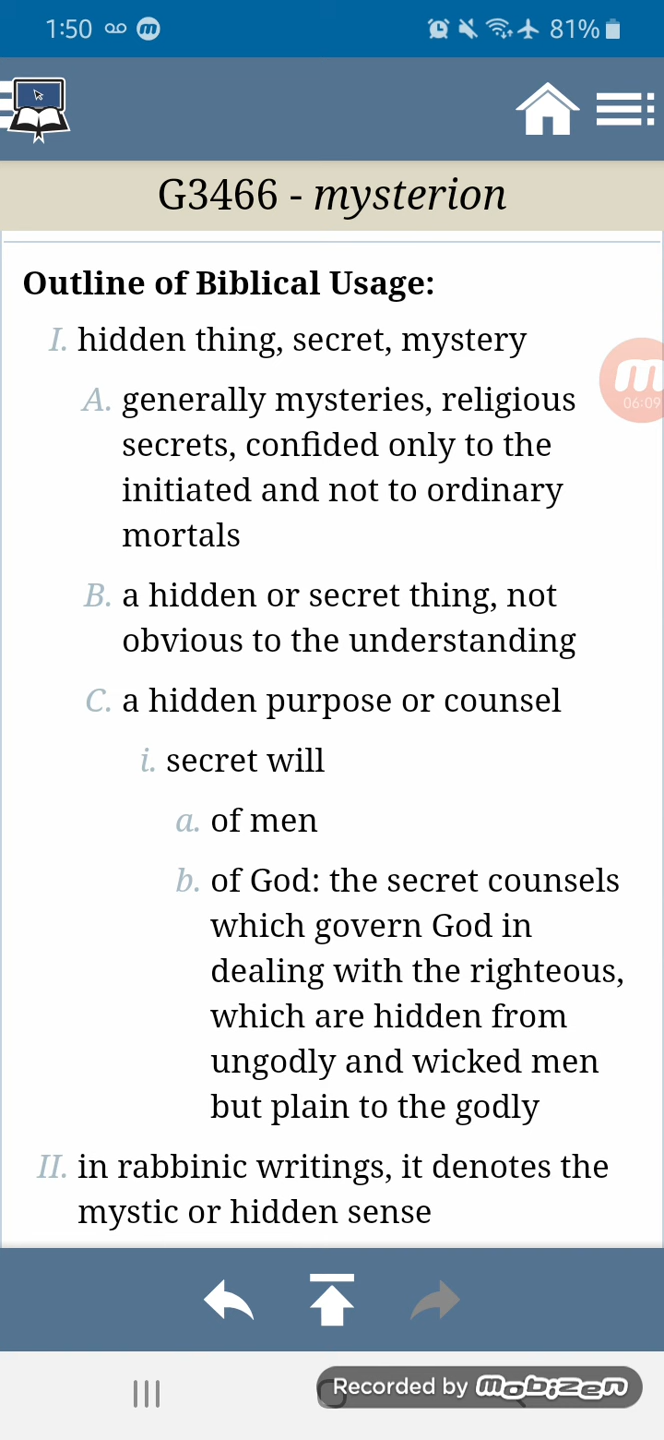 1:50 81%
G3466 - mysterion
Outline of Biblical Usage:
I. hidden thing, secret, mystery
A. generally mysteries, religious
secrets, confided only to the
initiated and not to ordinary
mortals
B. a hidden or secret thing, not
obvious to the understanding
C. a hidden purpose or counsel
i. secret will
a. of men
b. of God: the secret counsels
which govern God in
dealing with the righteous,
which are hidden from
ungodly and wicked men
but plain to the godly
II. in rabbinic writings, it denotes the
mystic or hidden sense
m
06:09
Recorded by mobizen